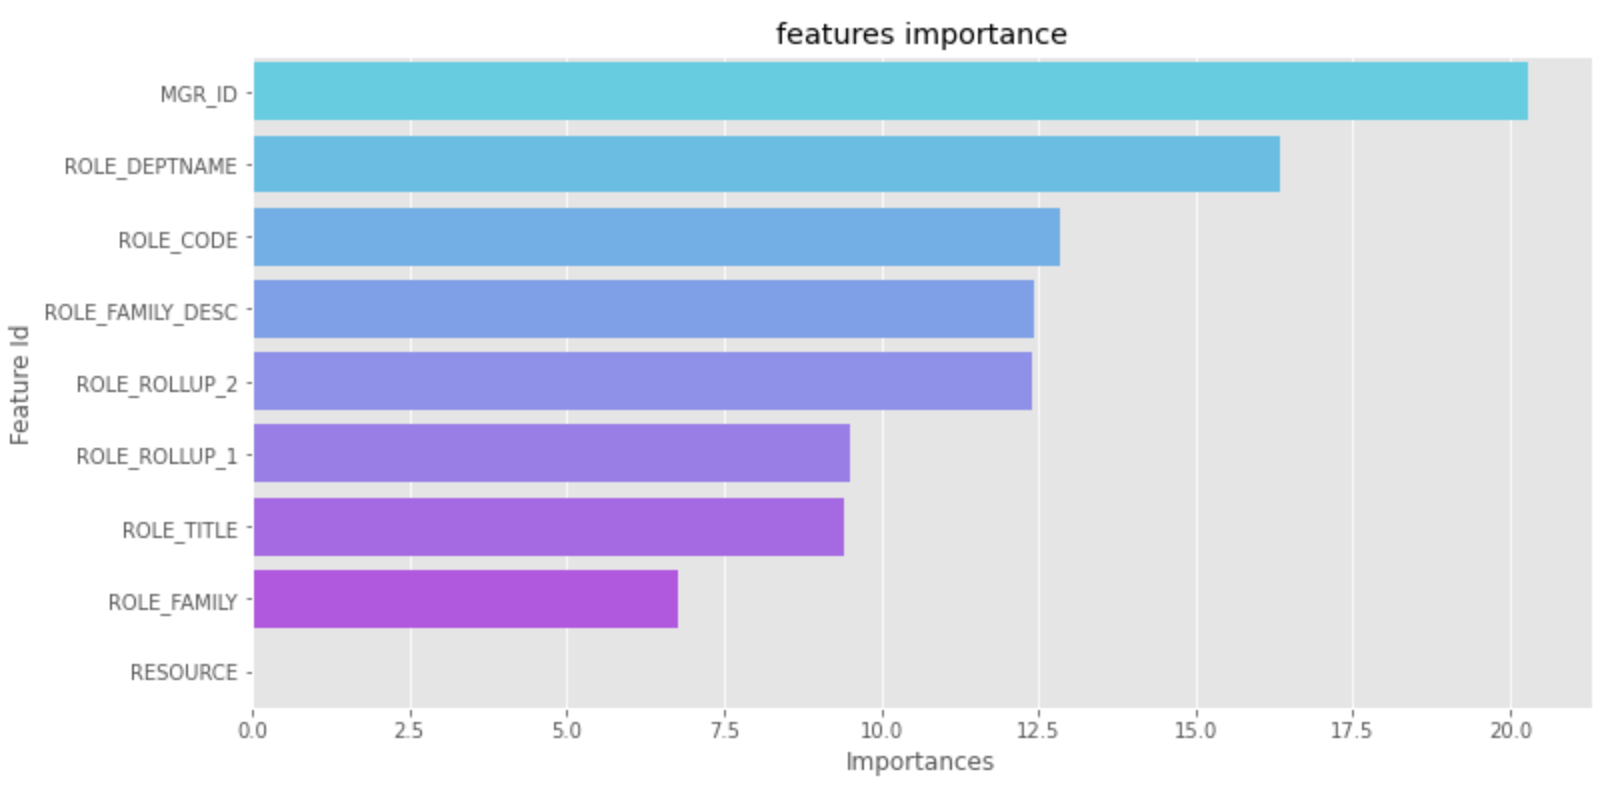 features importance
MGR_ID
ROLE_DEPTNAME
ROLE_CODE
ROLE_FAMILY_DESC
ROLE_ROLLUP_2
ROLE_ROLLUP_1
ROLE_TITLE
ROLE_FAMILY
RESOURCE
Feature Id
0.0 2.5 5.0 7.5 10.0 12.5 15.0 17.5 20.0
Importances